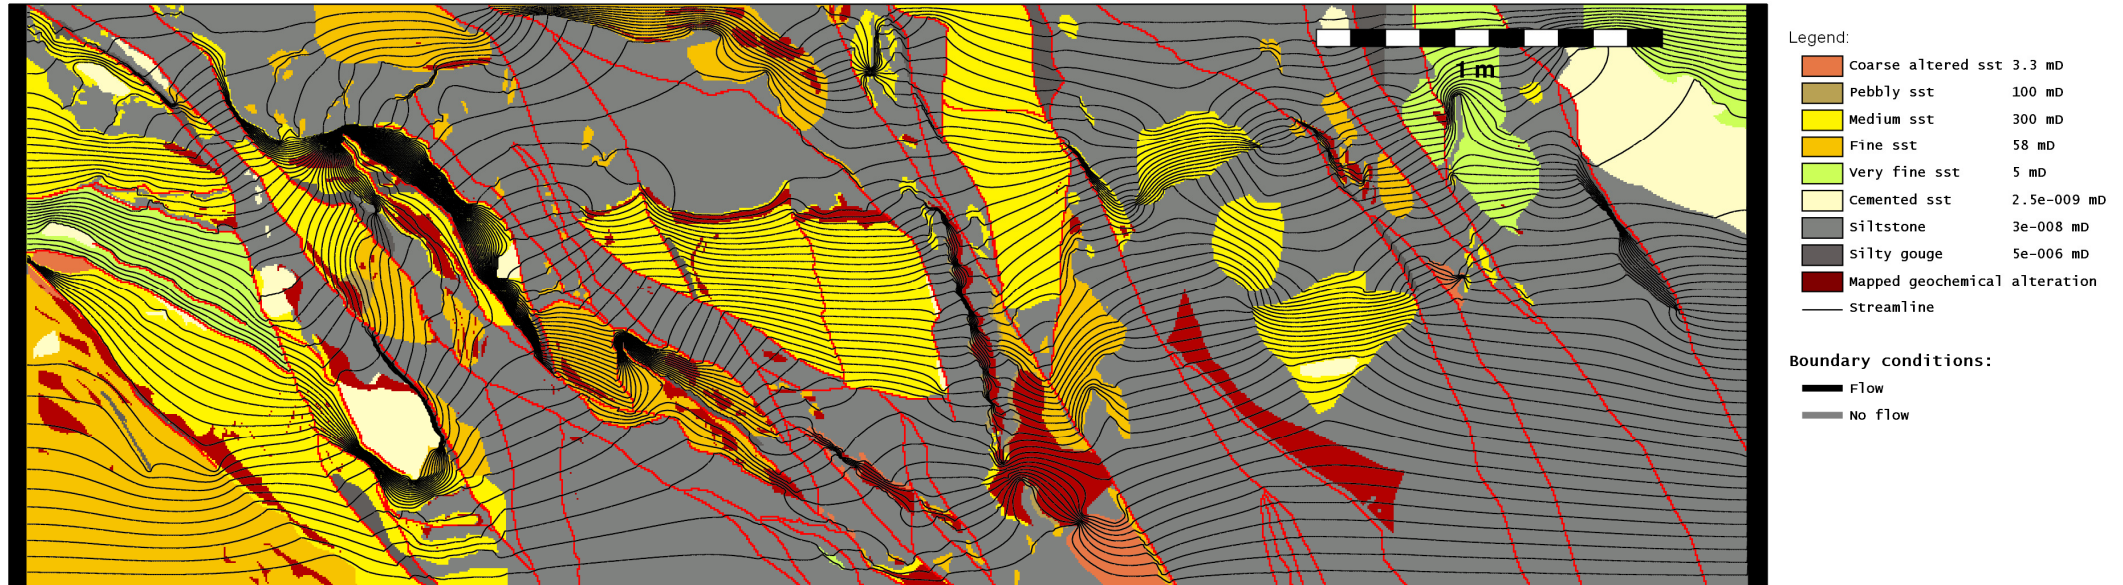 1 m
Legend:
Coarse altered sst 3.3 mD
Pebbly sst 100 mD
Medium sst 300 mD
Fine sst 58 mD
Very fine sst 5 mD
Cemented sst 2.5e-009 mD
Siltstone 3e-008 mD
Silty gouge 5e-006 mD
Mapped geochemical alteration
Streamline
Boundary conditions:
Flow
No flow